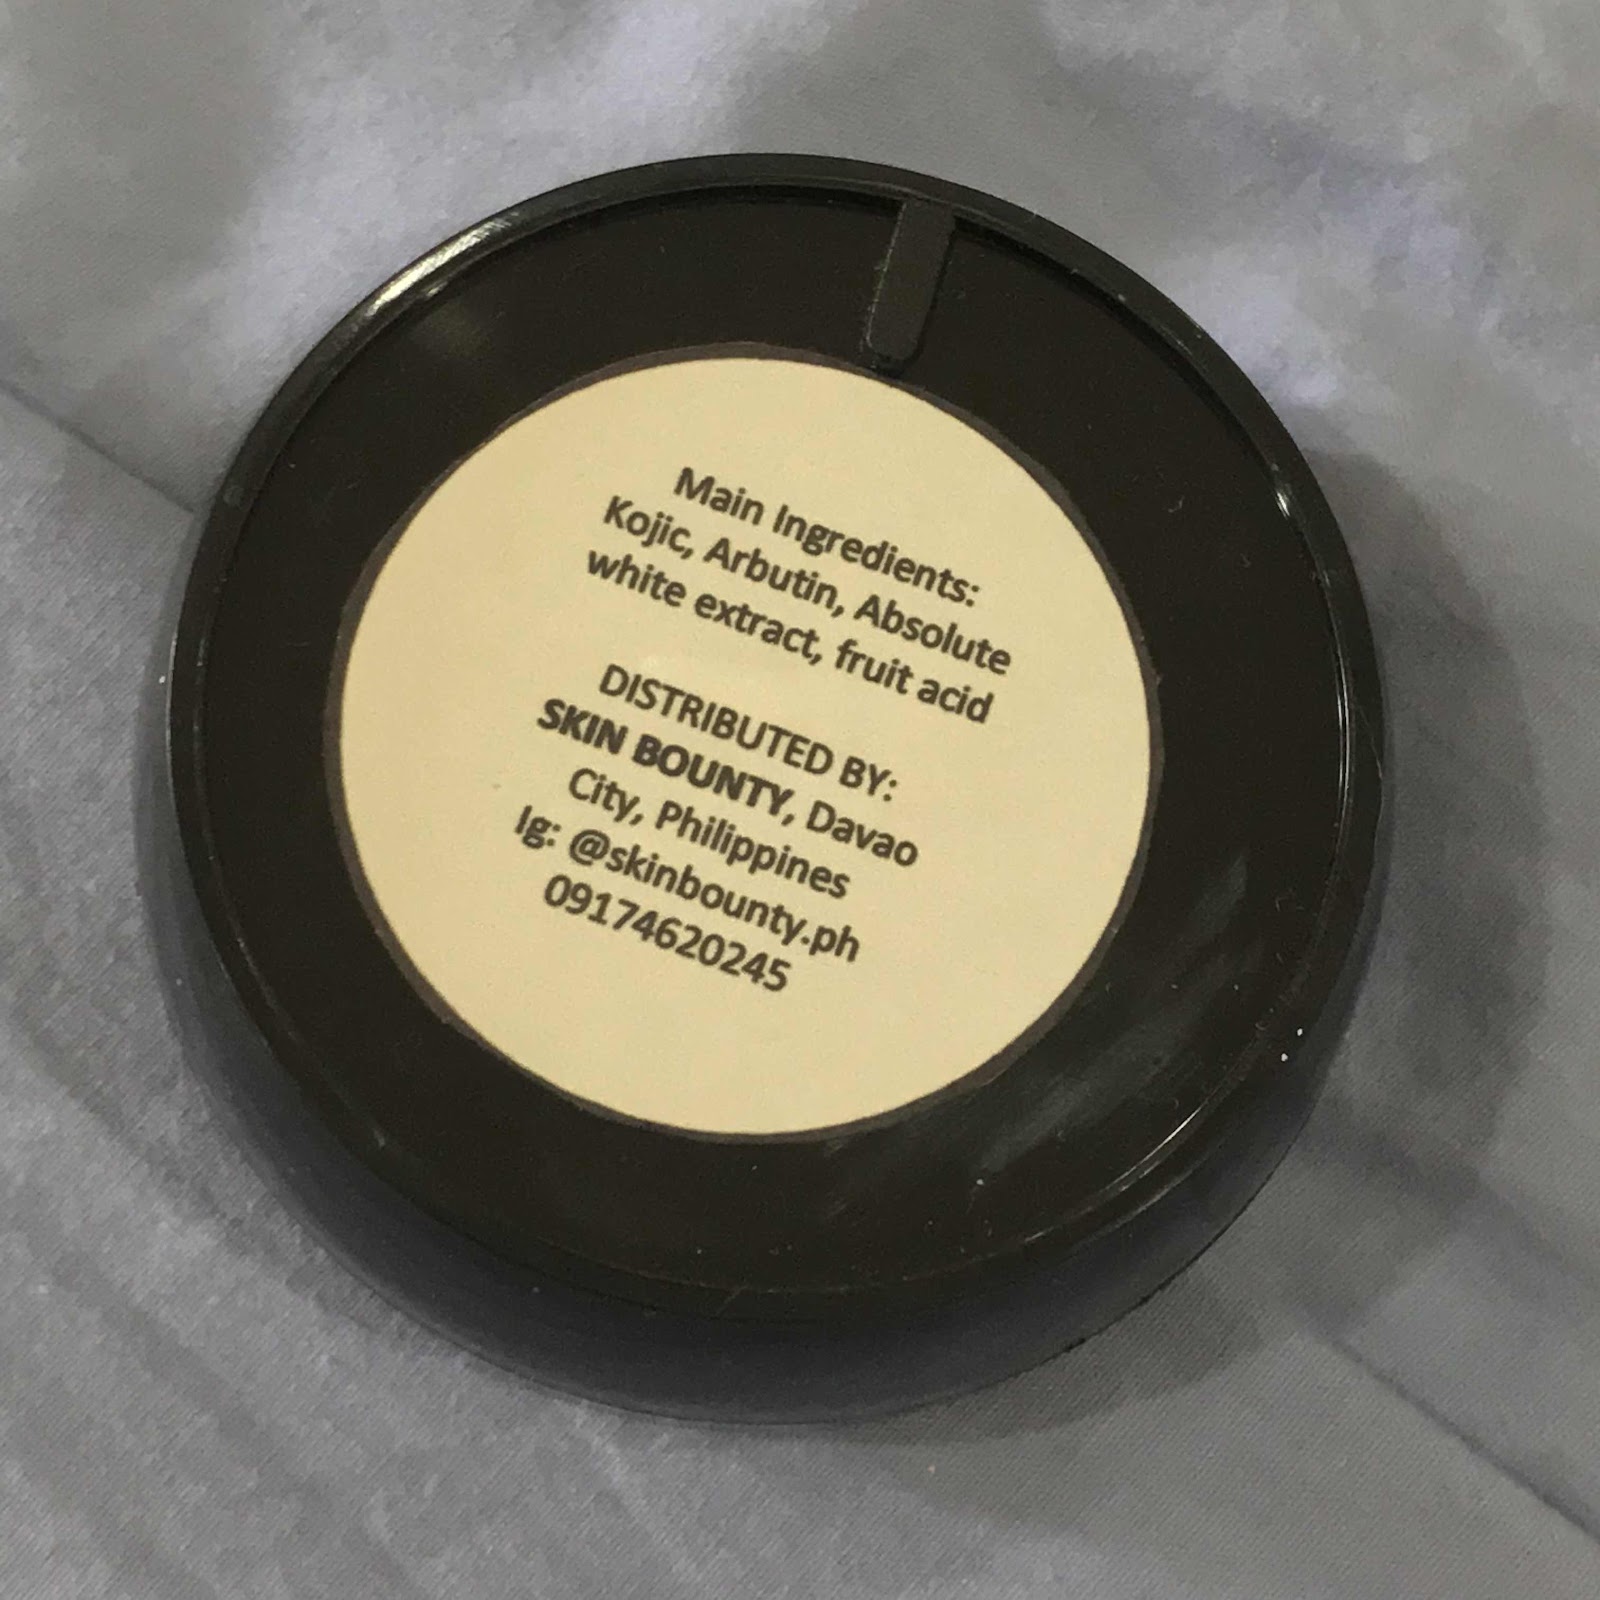 Main Ingredients:
Kojic, Arbutin, Absolute
white extract, fruit acid
DISTRIBUTED BY:
SKIN BOUNTY, Davao
City, Philippines
Ig: @skinbounty.ph
09174620245